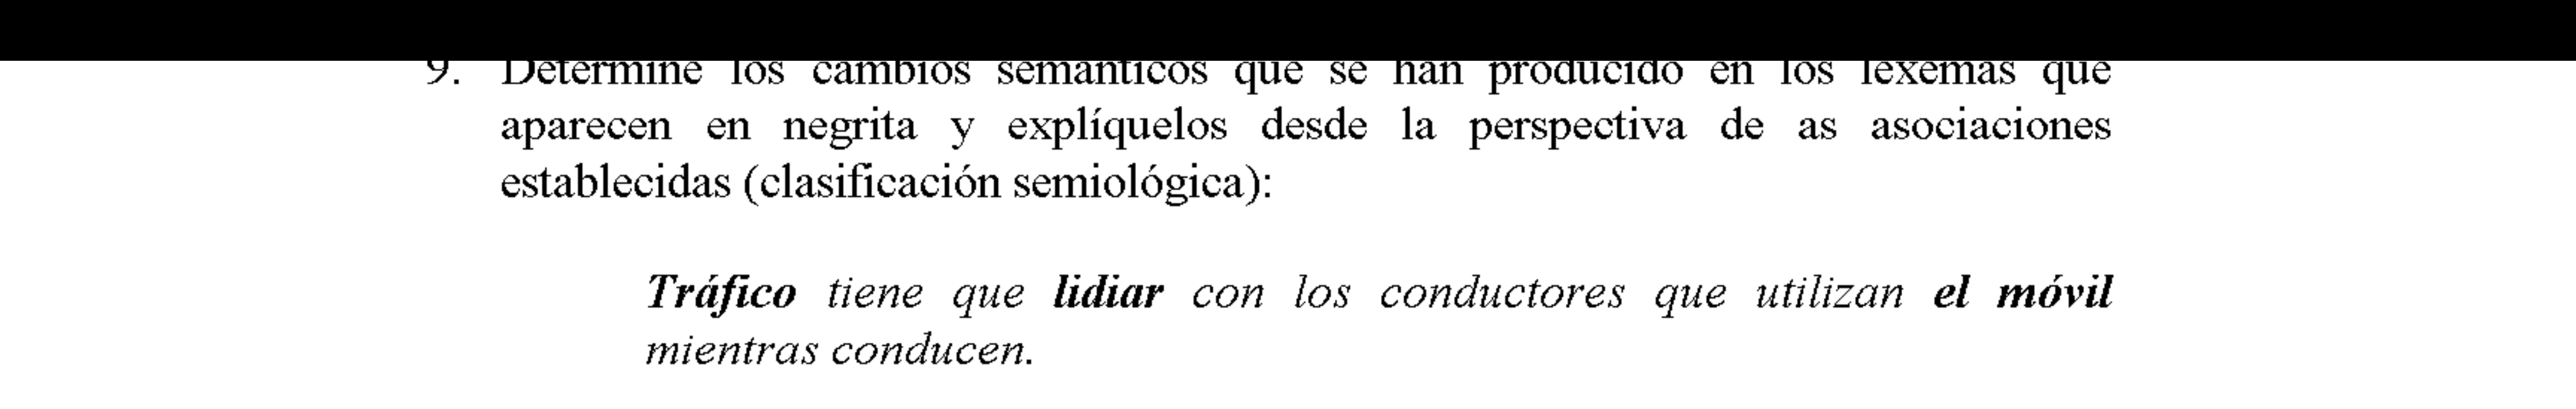 9. Determine los cambios semánticos que se han producido en los lexemas que
aparecen en negrita y explíquelos desde la perspectiva de as asociaciones
establecidas (clasificación semiológica):
Tráfico tiene que lidiar con los conductores que utilizan el móvil
mientras conducen.